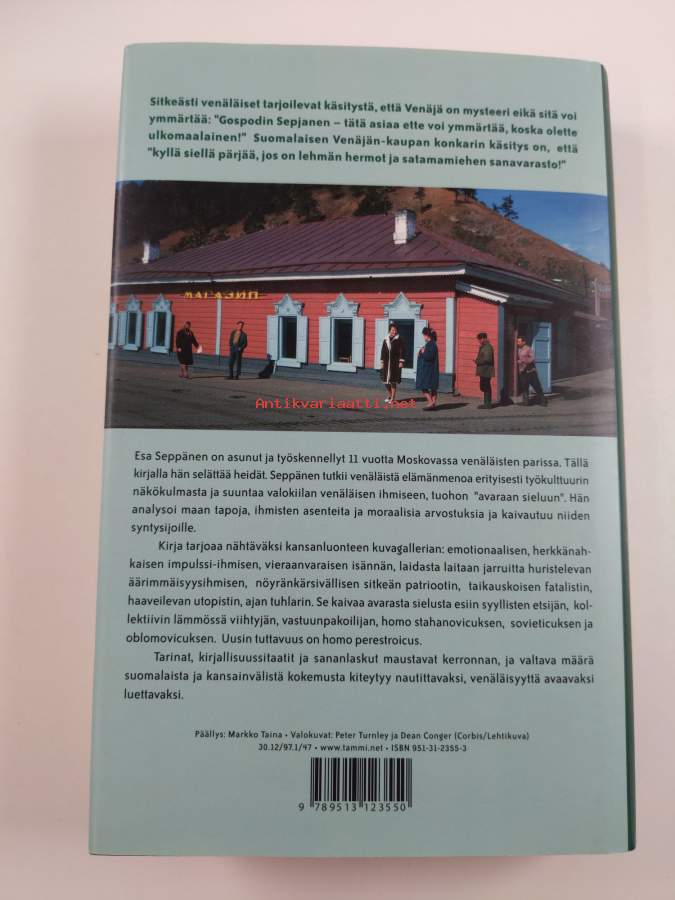 Sitkeästi venäläiset tarjoilevat käsitystä, että Venäjä on mysteeri eikä sitä voi
ymmärtää: "Gospodin Sepjanen – tätä asiaa ette voi ymmärtää, koska olette
ulkomaalainen!" Suomalaisen Venäjän-kaupan konkarin käsitys on, että
"kyllä siellä pärjää, jos on lehmän hermot ja satamamiehen sanavarasto!"
МАГАЗИН
Antikvariaatti.net
Esa Seppänen on asunut ja työskennellyt 11 vuotta Moskovassa venäläisten parissa. Tällä
kirjalla hän selättää heidät. Seppänen tutkii venäläistä elämänmenoa erityisesti työkulttuurin
näkökulmasta ja suuntaa valokiilan venäläisen ihmiseen, tuohon "avaraan sieluun". Hän
analysoi maan tapoja, ihmisten asenteita ja moraalisia arvostuksia ja kaivautuu niiden
syntysijoille.
Kirja tarjoaa nähtäväksi kansanluonteen kuvagallerian: emotionaalisen, herkkänah-
kaisen impulssi-ihmisen, vieraanvaraisen isännän, laidasta laitaan jarruitta huristelevan
äärimmäisyysihmisen, nöyränkärsivällisen sitkeän patriootin, taikauskoisen fatalistin,
haaveilevan utopistin, ajan tuhlarin. Se kaivaa avarasta sielusta esiin syyllisten etsijän, kol-
lektiivin lämmössä viihtyjän, vastuunpakoilijan, homo stahanovicuksen, sovieticuksen ja
oblomovicuksen. Uusin tuttavuus on homo perestroicus.
Tarinat, kirjallisuussitaatit ja sananlaskut maustavat kerronnan, ja valtava määrä
suomalaista ja kansainvälistä kokemusta kiteytyy nautittavaksi, venäläisyyttä avaavaksi
luettavaksi.
Päällys: Markko Taina • Valokuvat: Peter Turnley ja Dean Conger (Corbis/Lehtikuva)
30.12/97.1/47 • www.tammi.net • ISBN 951-31-2355-3
9 789513 123550